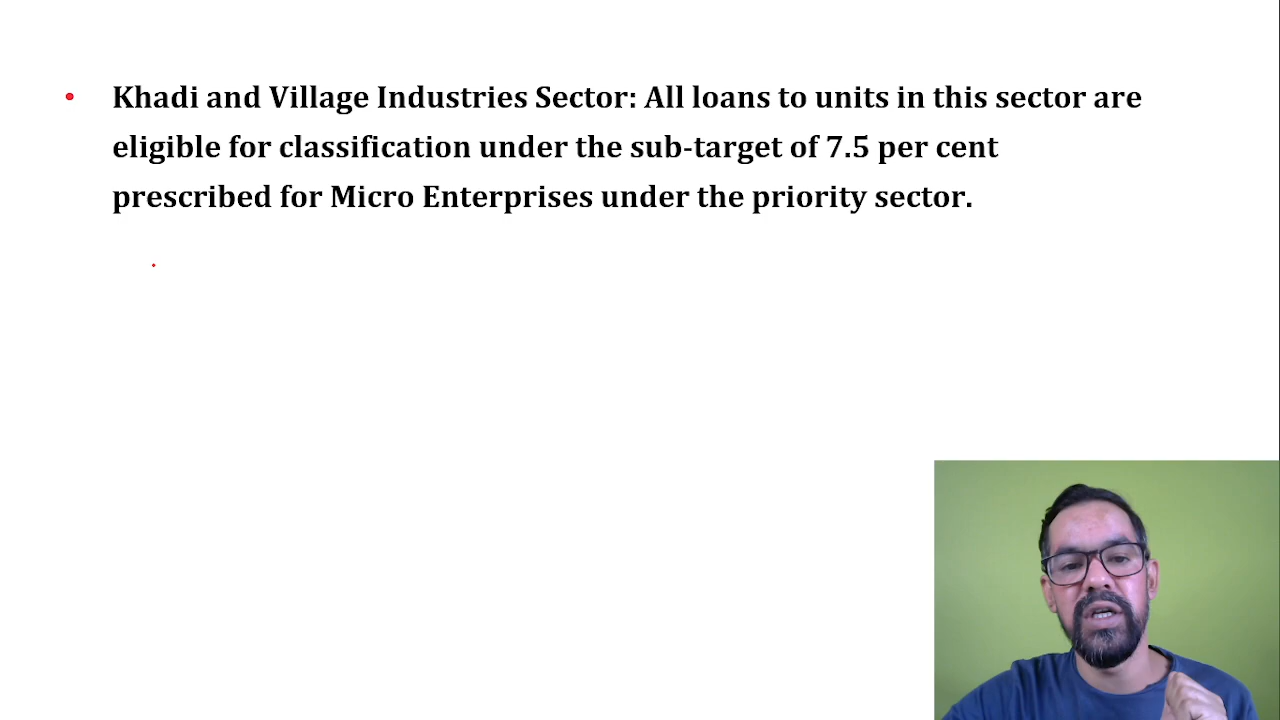 Khadi and Village Industries Sector: All loans to units in this sector are
eligible for classification under the sub-target of 7.5 per cent
prescribed for Micro Enterprises under the priority sector.